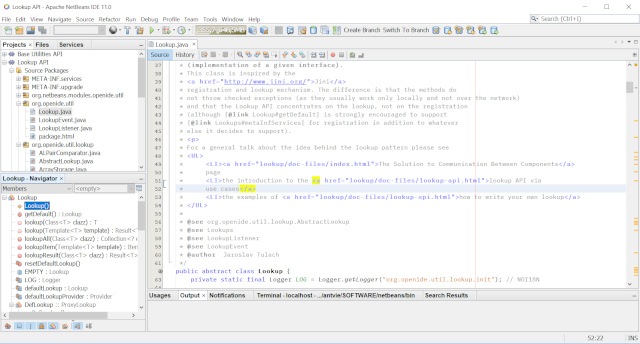 Lookup API - Apache NetBeans IDE 11.0
File Edit View Navigate Source Refactor Run Debug Profile Team Tools Window Help
Search (Ctrl+I)
Create Branch Switch To Branch
Projects × Files Services
Base Utilities API
Lookup API
Source Packages
META-INF.services
META-INF.upgrade
org.netbeans.modules.openide.util
org.openide.util
Lookup.java
LookupEvent.java
LookupListener.java
package.html
org.openide.util.lookup
ALPairComparator.java
AbstractLookup.java
ArrayStorage.java
Lookup - Navigator ×
Members <empty>
Lookup
Lookup()
getDefault() : Lookup
lookup(Class<T> clazz) : T
lookup(Template<T> template) : Result<T
lookupAll(Class<T> clazz) : Collection<?
lookupItem(Template<T> template) : Item
lookupResult(Class<T> clazz) : Result<T>
resetDefaultLookup()
EMPTY : Lookup
LOG : Logger
defaultLookup : Lookup
defaultLookupProvider : Provider
DefLookup :: ProxyLookup
Lookup.java ×
Source History
37 * (implementation of a given interface).
38 * This class is inspired by the
39 * <a href="http://www.jini.org/">Jini</a>
40 * registration and lookup mechanism. The difference is that the methods do
41 * not throw checked exceptions (as they usually work only locally and not over the network)
42 * and that the Lookup API concentrates on the lookup, not on the registration
43 * (although {@link Lookup#getDefault} is strongly encouraged to support
44 * {@link Lookups#metaInfServices} for registration in addition to whatever
45 * else it decides to support).
46 * <p>
47 * For a general talk about the idea behind the lookup pattern please see
48 * <UL>
49 * <LI><a href="lookup/doc-files/index.html">The Solution to Communication Between Components</a>
50 * page
51 * <LI>the introduction to the <a href="lookup/doc-files/lookup-api.html">lookup API via
use cases</a>
53 * <LI>the examples of <a href="lookup/doc-files/lookup-spi.html">how to write your own lookup</a>
54 * </UL>
55 *
56 * @see org.openide.util.lookup.AbstractLookup
57 * @see Lookups
58 * @see LookupListener
59 * @see LookupEvent
60 * @author Jaroslav Tulach
61 */
62 public abstract class Lookup {
63 private static final Logger LOG = Logger.getLogger("org.openide.util.lookup.init"); // NOI18N
Usages Output × Notifications Terminal - localhost - .../antvie/SOFTWARE/netbeans/bin Search Results
52:22 INS